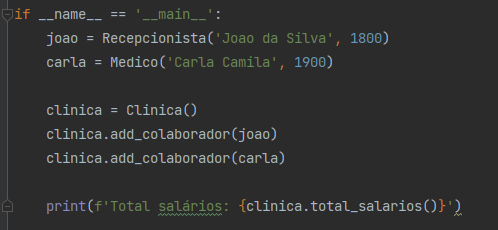 if __name__ == '__main__':
    joao = Recepcionista('Joao da Silva', 1800)
    carla = Medico('Carla Camila', 1900)

    clinica = Clinica()
    clinica.add_colaborador(joao)
    clinica.add_colaborador(carla)

    print(f'Total salários: {clinica.total_salarios()}')